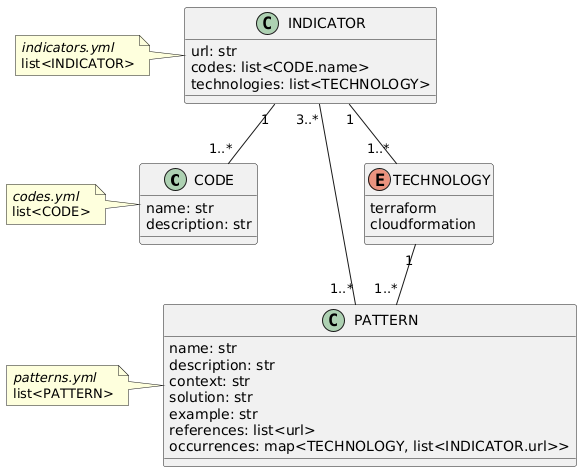 C INDICATOR
indicators.yml
list<INDICATOR>
url: str
codes: list<CODE.name>
technologies: list<TECHNOLOGY>
1
3..*
1
1..*
1..*
C CODE
E TECHNOLOGY
codes.yml
list<CODE>
name: str
description: str
terraform
cloudformation
1
1..*
1..*
C PATTERN
patterns.yml
list<PATTERN>
name: str
description: str
context: str
solution: str
example: str
references: list<url>
occurrences: map<TECHNOLOGY, list<INDICATOR.url>>